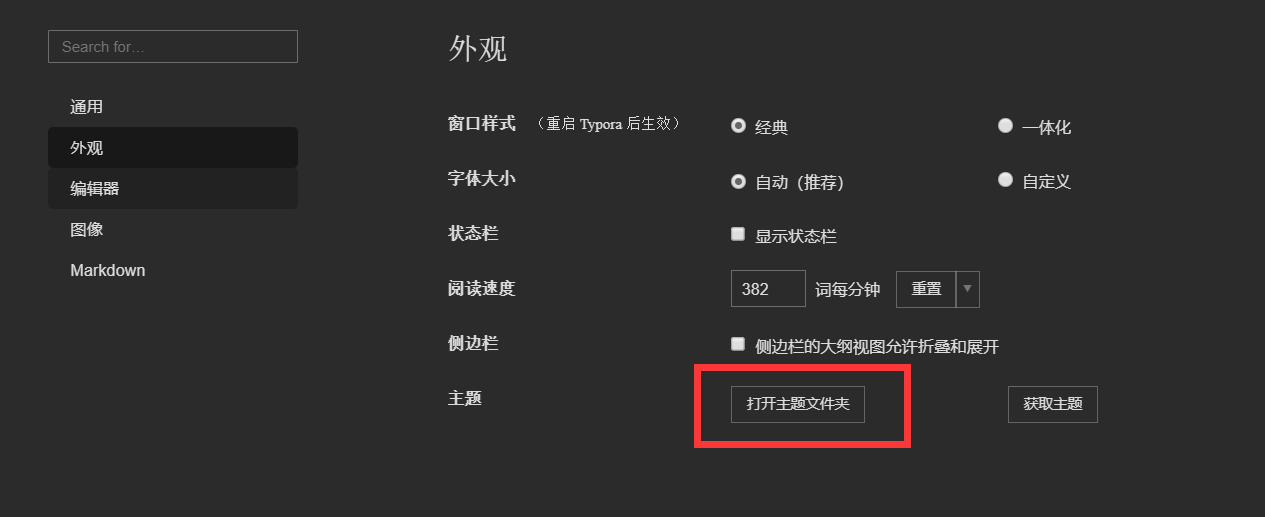 Search for...
通用
外观
编辑器
图像
Markdown
外观
窗口样式 （重启 Typora 后生效） 经典 一体化
字体大小 自动（推荐） 自定义
状态栏 显示状态栏
阅读速度 382 词每分钟 重置
侧边栏 侧边栏的大纲视图允许折叠和展开
主题 打开主题文件夹 获取主题